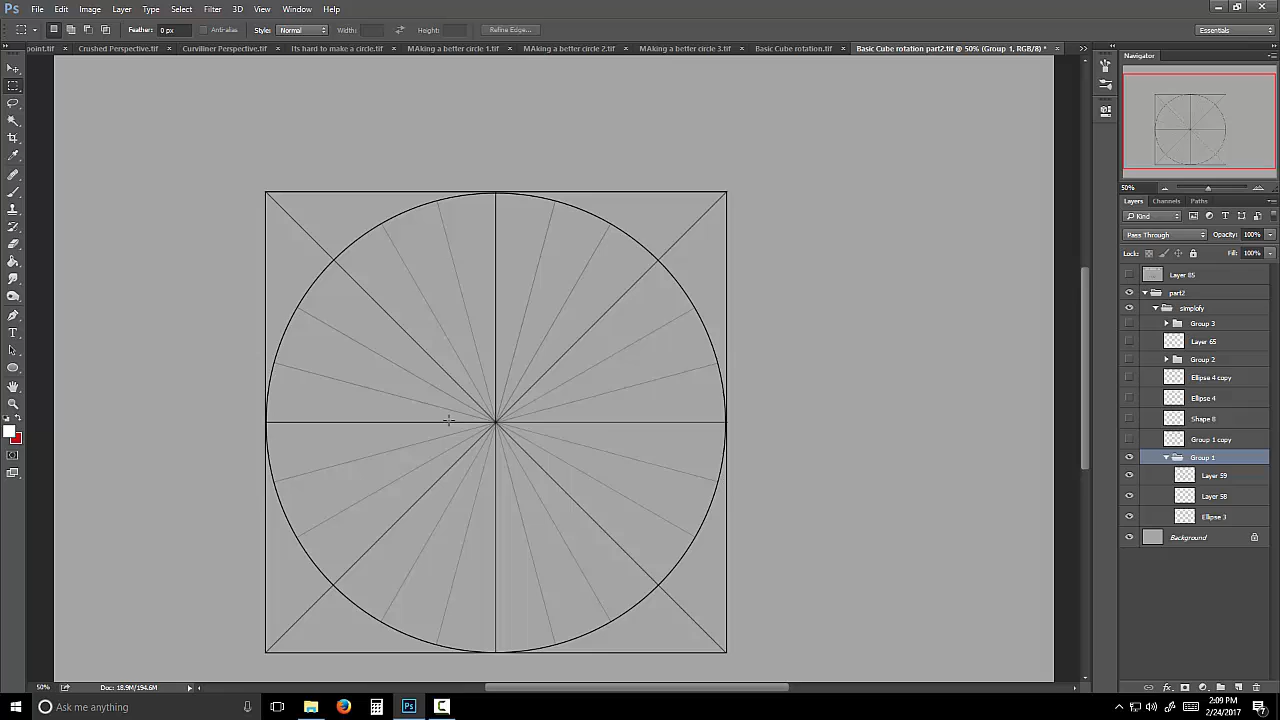 Ps File Edit Image Layer Type Select Filter 3D View Window Help
Feather: 0 px Anti-alias Style: Normal Width: Height: Refine Edge... Essentials
point.tif × Crushed Perspective.tif × Curviliner Perspective.tif × Its hard to make a circle.tif × MAking a better circle 1.tif × MAking a better circle 2.tif × MAking a better circle 3.tif × Basic Cube rotation.tif × Basic Cube rotation part2.tif @ 50% (Group 1, RGB/8) * ×
Navigator
50%
Layers Channels Paths
Kind
Pass Through Opacity: 100%
Lock: Fill: 100%
Layer 85
part2
simplofy
Group 3
Layer 65
Group 2
Ellipse 4 copy
Ellipse 4
Shape 8
Group 1 copy
Group 1
Layer 59
Layer 58
Ellipse 3
Background
50% Doc: 18.9M/194.6M
Ask me anything
Ps
2:09 PM
2/24/2017